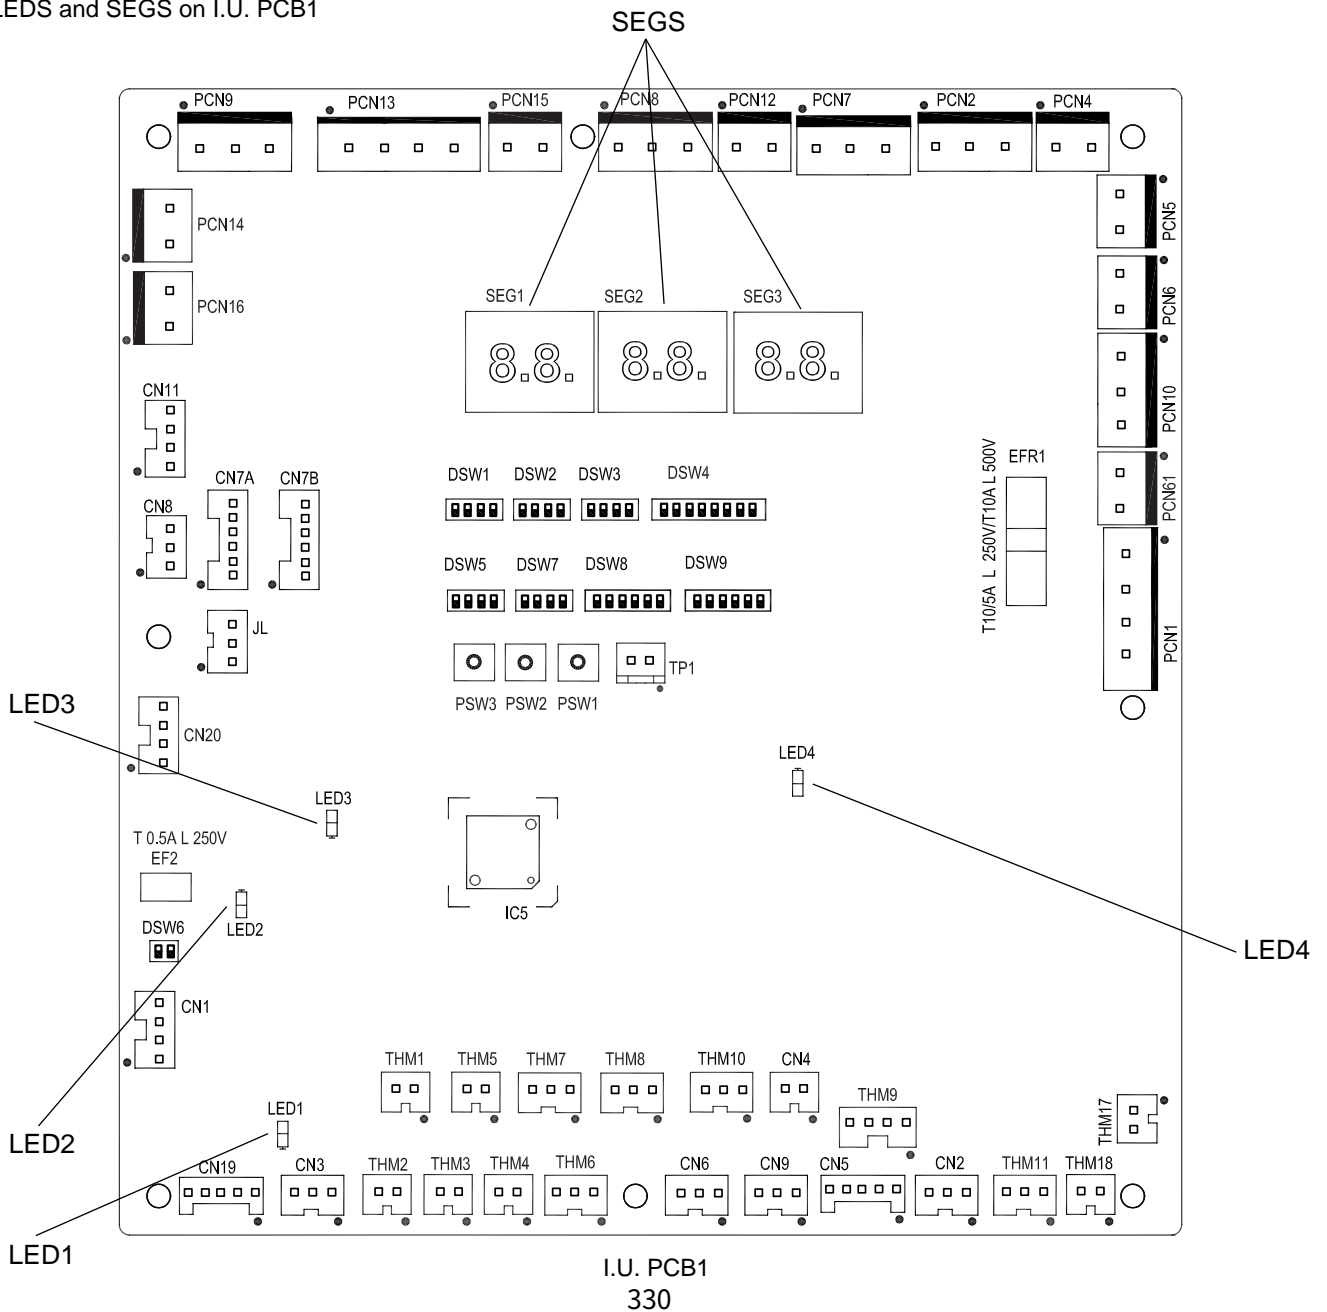 LEDS and SEGS on I.U. PCB1
SEGS
PCN9 PCN13 PCN15 PCN8 PCN12 PCN7 PCN2 PCN4
PCN5
PCN14
PCN6
PCN16
SEG1 SEG2 SEG3
8.8. 8.8. 8.8.
CN11
PCN10
EFR1
T10/5A L 250V/T10A L 500V
CN7A CN7B
DSW1 DSW2 DSW3 DSW4
PCN61
CN8
DSW5 DSW7 DSW8 DSW9
JL
PCN1
TP1
PSW3 PSW2 PSW1
LED3
CN20
LED4
LED3
T 0.5A L 250V
EF2
IC5
DSW6
LED2
LED4
CN1
THM1 THM5 THM7 THM8 THM10 CN4
THM9
THM17
LED1
LED2
CN19 CN3 THM2 THM3 THM4 THM6 CN6 CN9 CN5 CN2 THM11 THM18
LED1
I.U. PCB1
330